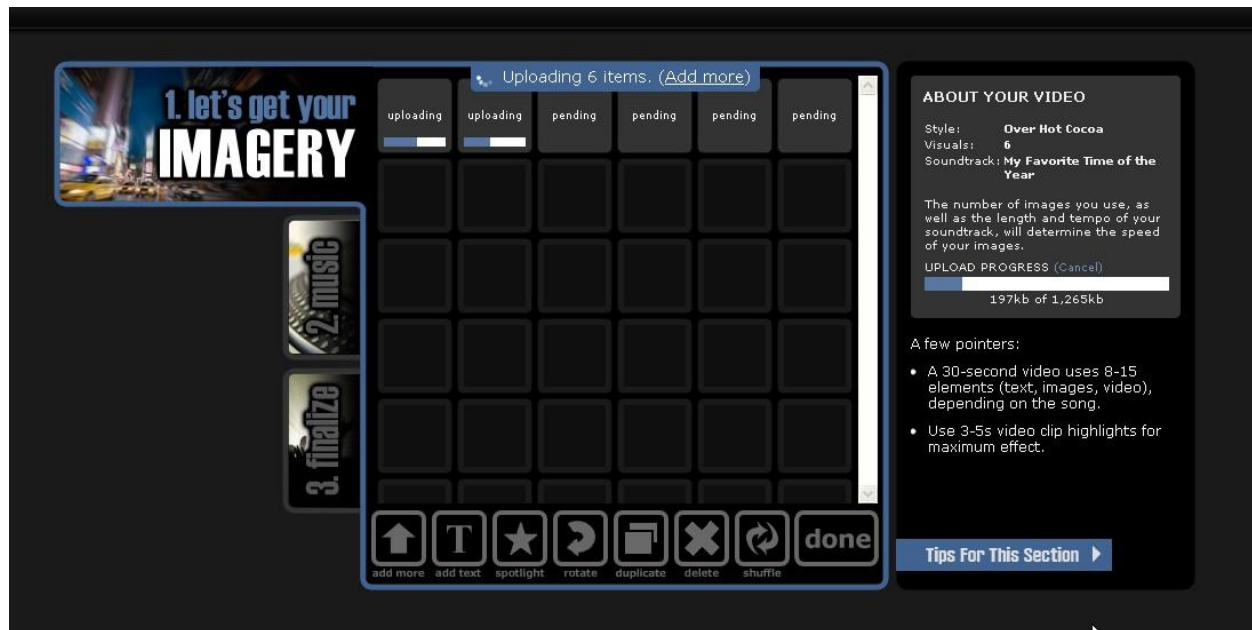 1. let's get your
IMAGERY
2. music
3. finalize
Uploading 6 items. (Add more)
uploading
uploading
pending
pending
pending
pending
add more
T
add text
spotlight
rotate
duplicate
delete
shuffle
done
ABOUT YOUR VIDEO
Style: Over Hot Cocoa
Visuals: 6
Soundtrack: My Favorite Time of the
Year
The number of images you use, as
well as the length and tempo of your
soundtrack, will determine the speed
of your images.
UPLOAD PROGRESS (Cancel)
197kb of 1,265kb
A few pointers:
• A 30-second video uses 8-15
elements (text, images, video),
depending on the song.
• Use 3-5s video clip highlights for
maximum effect.
Tips For This Section